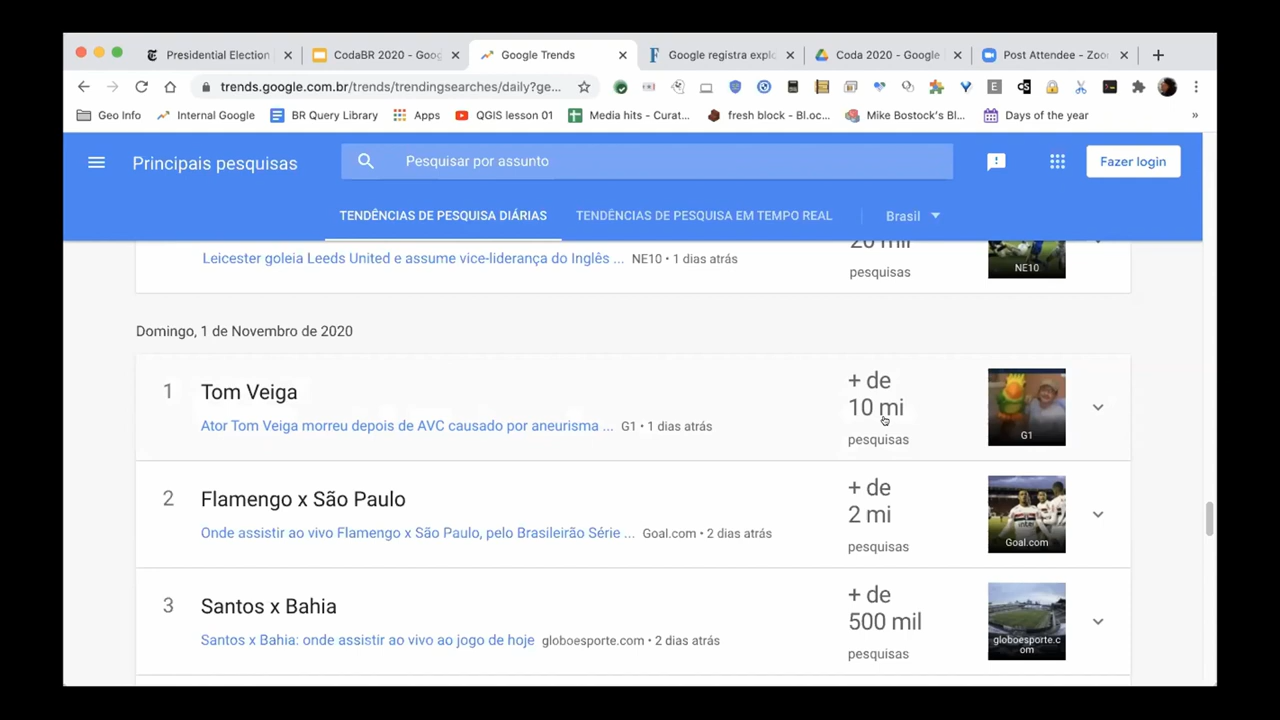 Presidential Election
CodaBR 2020 - Goog
Google Trends
Google registra explo
Coda 2020 - Google
Post Attendee - Zoo
trends.google.com.br/trends/trendingsearches/daily?ge...
Geo Info
Internal Google
BR Query Library
Apps
QGIS lesson 01
Media hits - Curat...
fresh block - Bl.oc...
Mike Bostock's Bl...
Days of the year
»
Principais pesquisas
Pesquisar por assunto
Fazer login
TENDÊNCIAS DE PESQUISA DIÁRIAS
TENDÊNCIAS DE PESQUISA EM TEMPO REAL
Brasil
20 mil
Leicester goleia Leeds United e assume vice-liderança do Inglês ... NE10 • 1 dias atrás
pesquisas
NE10
Domingo, 1 de Novembro de 2020
1
Tom Veiga
Ator Tom Veiga morreu depois de AVC causado por aneurisma ... G1 • 1 dias atrás
+ de
10 mi
pesquisas
G1
2
Flamengo x São Paulo
Onde assistir ao vivo Flamengo x São Paulo, pelo Brasileirão Série ... Goal.com • 2 dias atrás
+ de
2 mi
pesquisas
Goal.com
3
Santos x Bahia
Santos x Bahia: onde assistir ao vivo ao jogo de hoje globoesporte.com • 2 dias atrás
+ de
500 mil
pesquisas
globoesporte.c
om